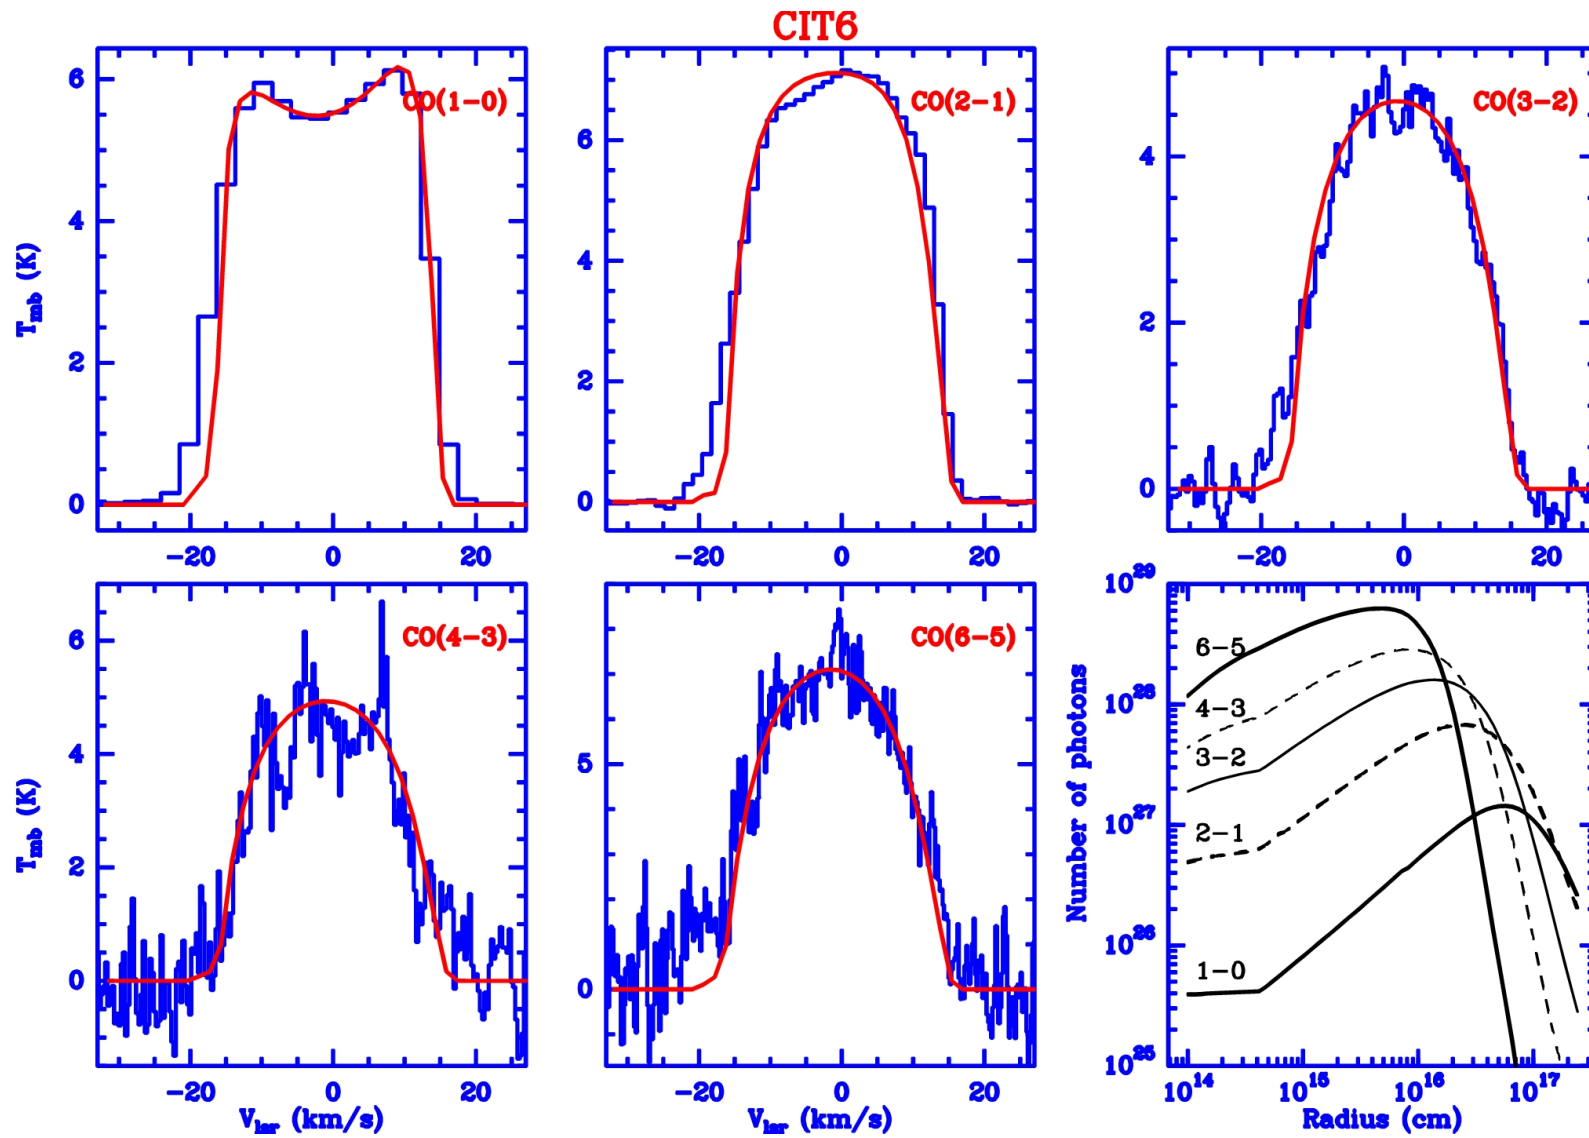 CIT6
CO(1-0)
CO(2-1)
CO(3-2)
T_mb (K)
6
4
2
0
-20 0 20
6
4
2
0
-20 0 20
4
2
0
-20 0 20
CO(4-3)
CO(6-5)
T_mb (K)
6
4
2
0
-20 0 20
V_lsr (km/s)
5
0
-20 0 20
V_lsr (km/s)
Number of photons
10^29
10^28
10^27
10^26
10^25
6-5
4-3
3-2
2-1
1-0
10^14 10^15 10^16 10^17
Radius (cm)